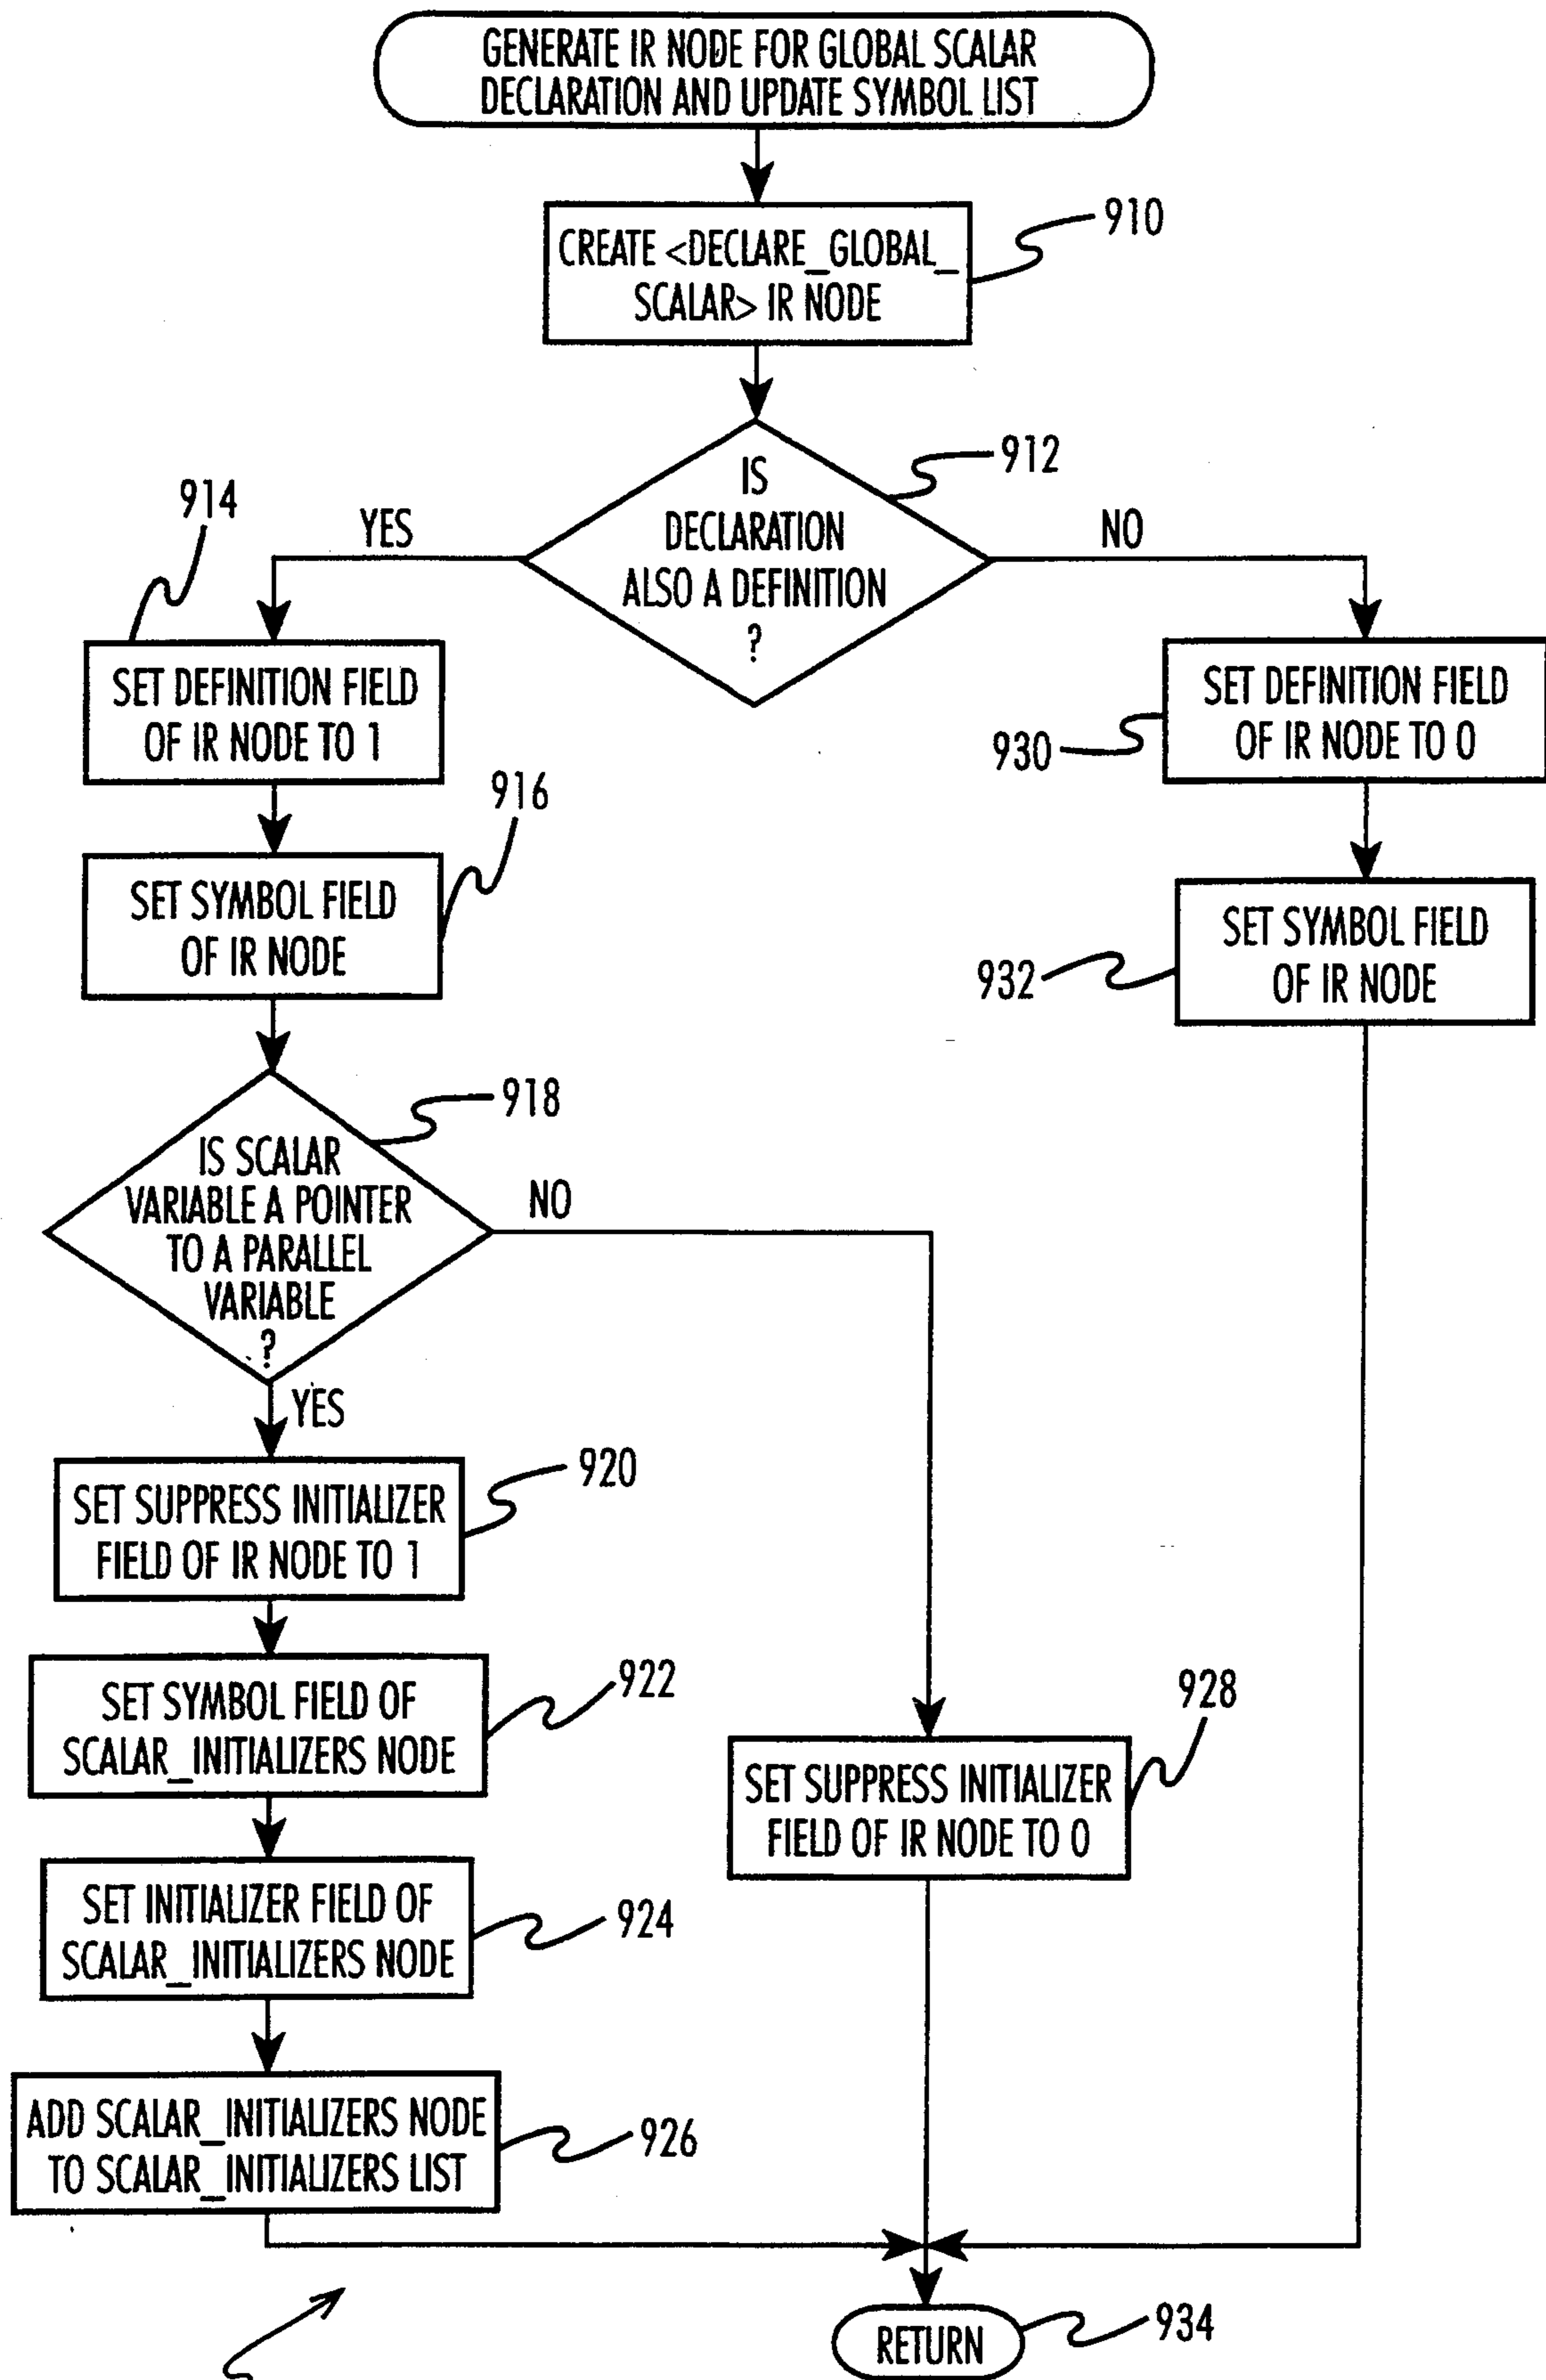 GENERATE IR NODE FOR GLOBAL SCALAR
DECLARATION AND UPDATE SYMBOL LIST
910
CREATE <DECLARE_GLOBAL_
SCALAR> IR NODE
912
IS
DECLARATION
ALSO A DEFINITION
?
YES
NO
914
SET DEFINITION FIELD
OF IR NODE TO 1
930
SET DEFINITION FIELD
OF IR NODE TO 0
916
SET SYMBOL FIELD
OF IR NODE
932
SET SYMBOL FIELD
OF IR NODE
918
IS SCALAR
VARIABLE A POINTER
TO A PARALLEL
VARIABLE
?
NO
YES
920
SET SUPPRESS INITIALIZER
FIELD OF IR NODE TO 1
922
SET SYMBOL FIELD OF
SCALAR_INITIALIZERS NODE
928
SET SUPPRESS INITIALIZER
FIELD OF IR NODE TO 0
924
SET INITIALIZER FIELD OF
SCALAR_INITIALIZERS NODE
926
ADD SCALAR_INITIALIZERS NODE
TO SCALAR_INITIALIZERS LIST
934
RETURN